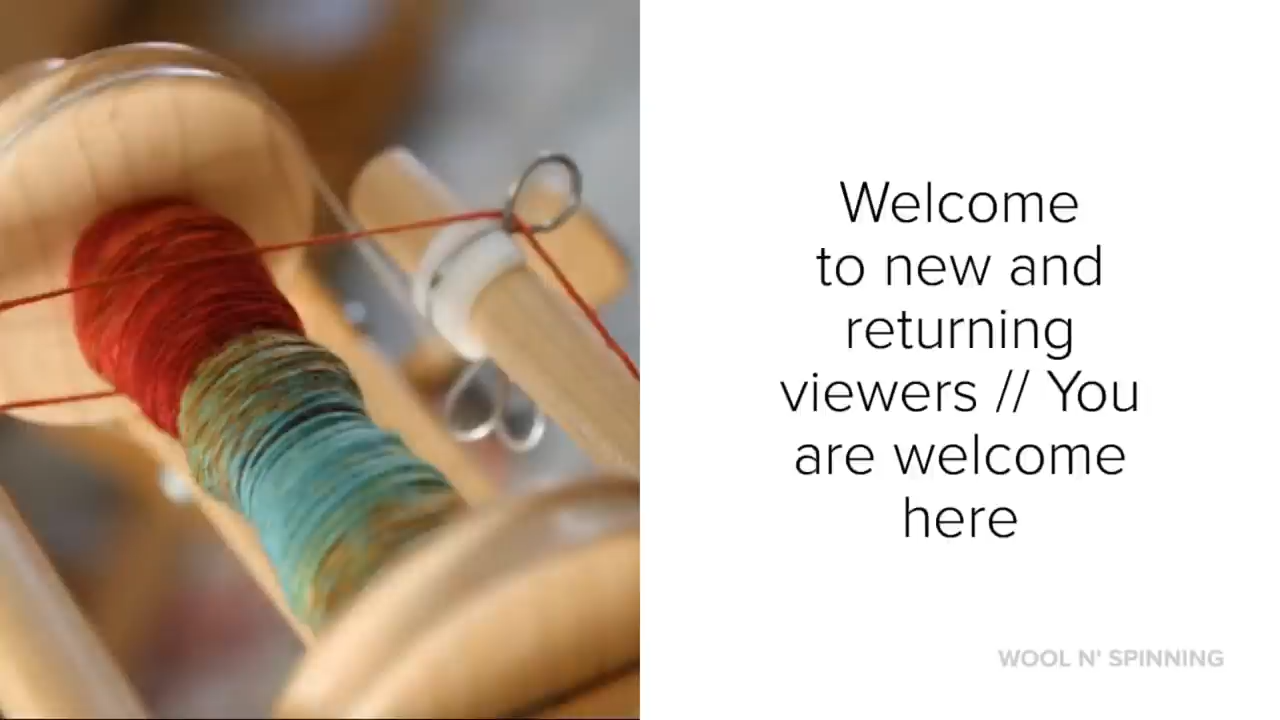 Welcome
to new and
returning
viewers // You
are welcome
here
WOOL N' SPINNING